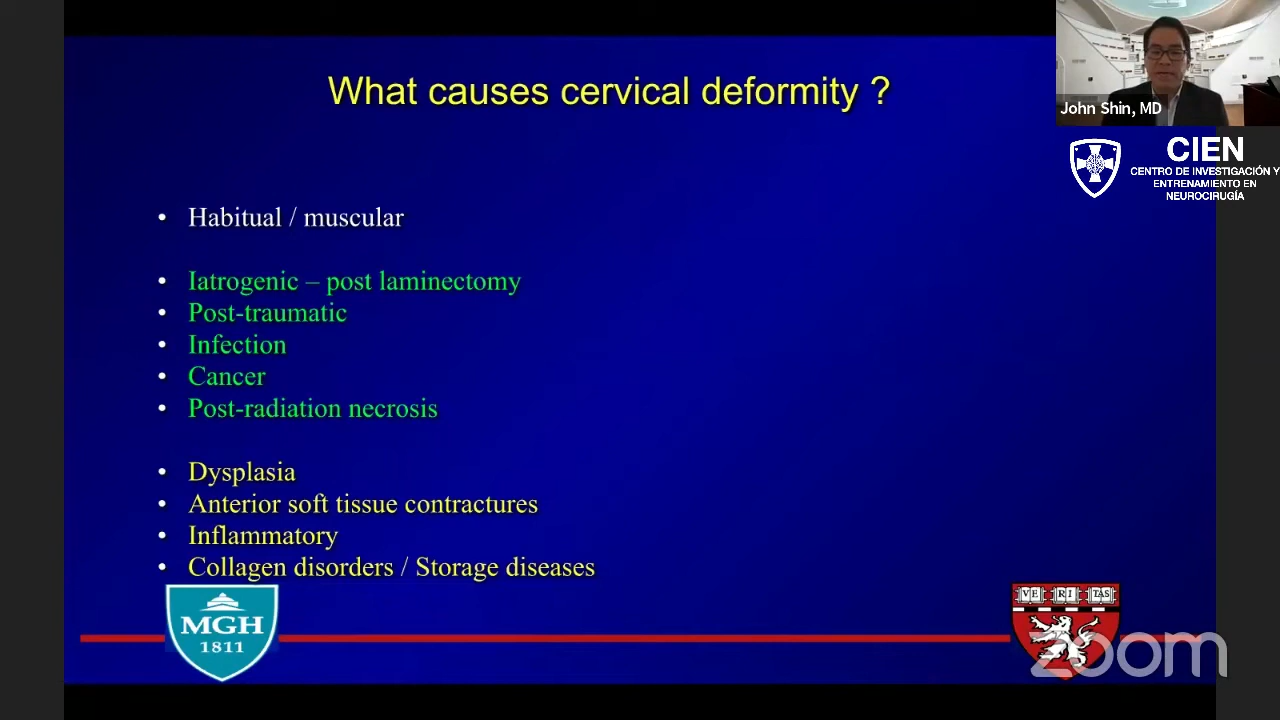 What causes cervical deformity ?
John Shin, MD
CIEN
CENTRO DE INVESTIGACIÓN Y
ENTRENAMIENTO EN
NEUROCIRUGÍA
• Habitual / muscular
• Iatrogenic – post laminectomy
• Post-traumatic
• Infection
• Cancer
• Post-radiation necrosis
• Dysplasia
• Anterior soft tissue contractures
• Inflammatory
• Collagen disorders / Storage diseases
MGH
1811
VE RI TAS
zoom